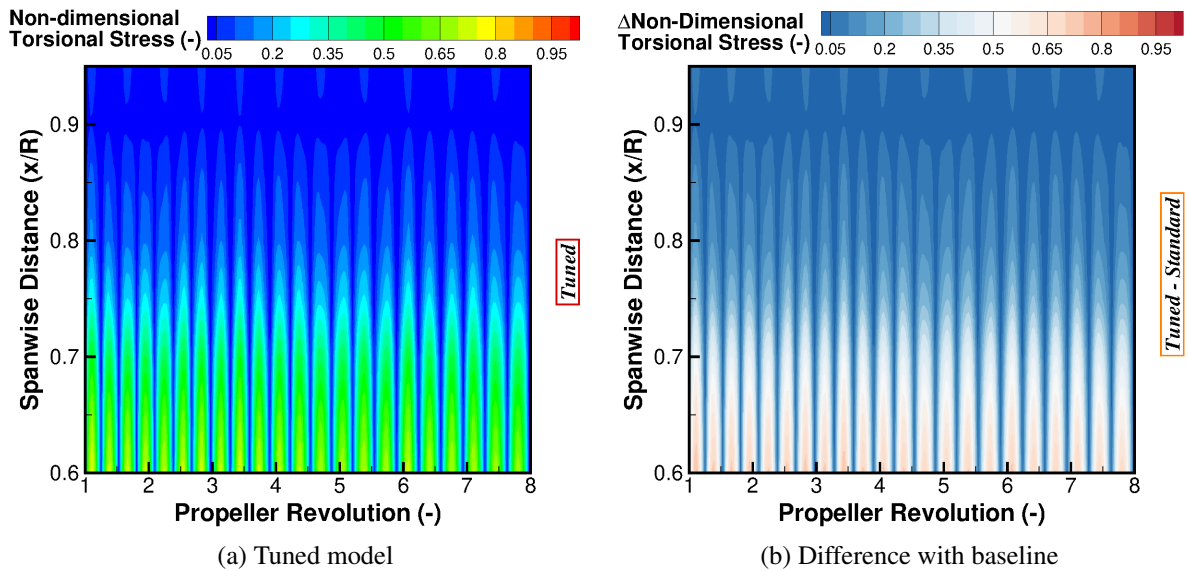 Non-dimensional
Torsional Stress (-)
0.05 0.2 0.35 0.5 0.65 0.8 0.95
Spanwise Distance (x/R)
0.9
0.8
0.7
0.6
1 2 3 4 5 6 7 8
Propeller Revolution (-)
Tuned
(a) Tuned model
ΔNon-Dimensional
Torsional Stress (-)
0.05 0.2 0.35 0.5 0.65 0.8 0.95
Spanwise Distance (x/R)
0.9
0.8
0.7
0.6
1 2 3 4 5 6 7 8
Propeller Revolution (-)
Tuned - Standard
(b) Difference with baseline